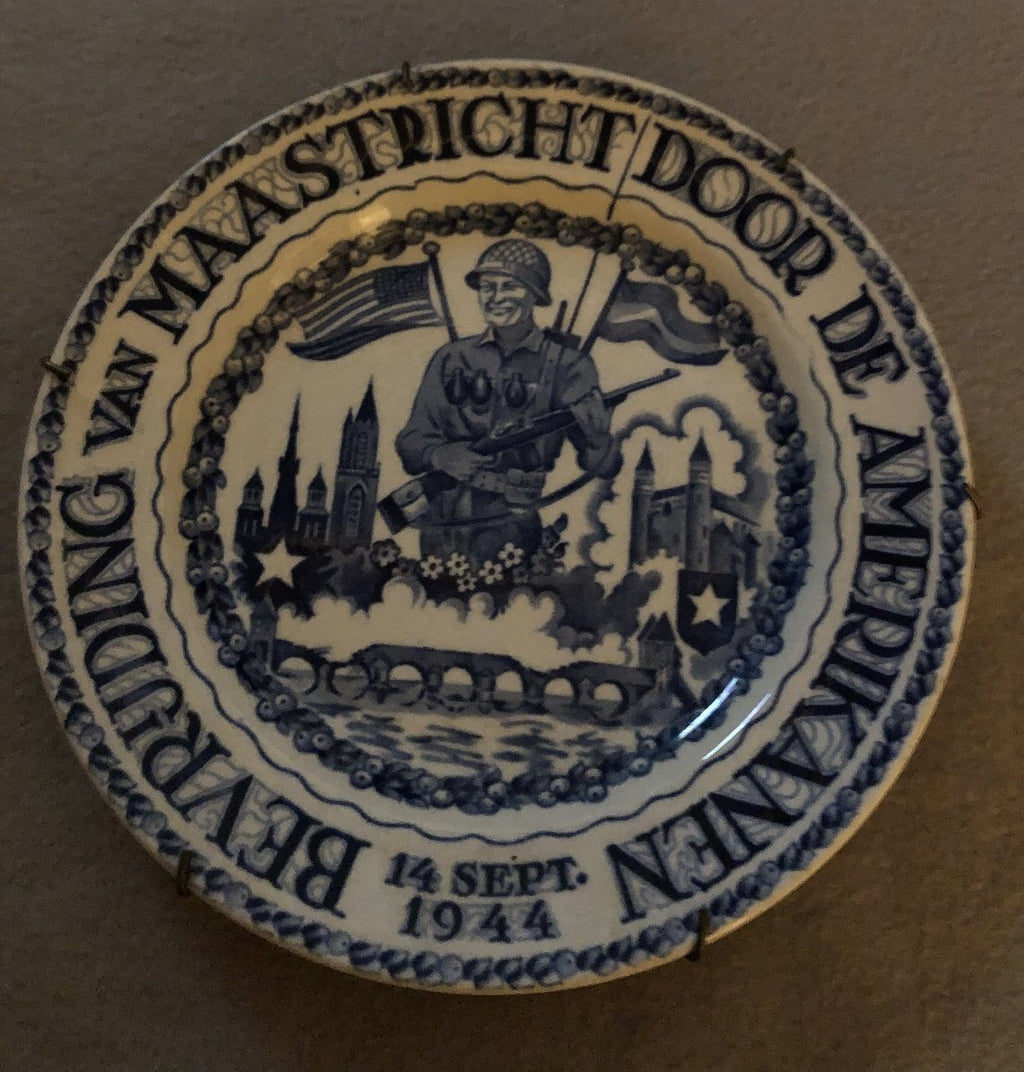 BEVRIJDING VAN MAASTRICHT DOOR DE AMERIKANEN
14 SEPT.
1944